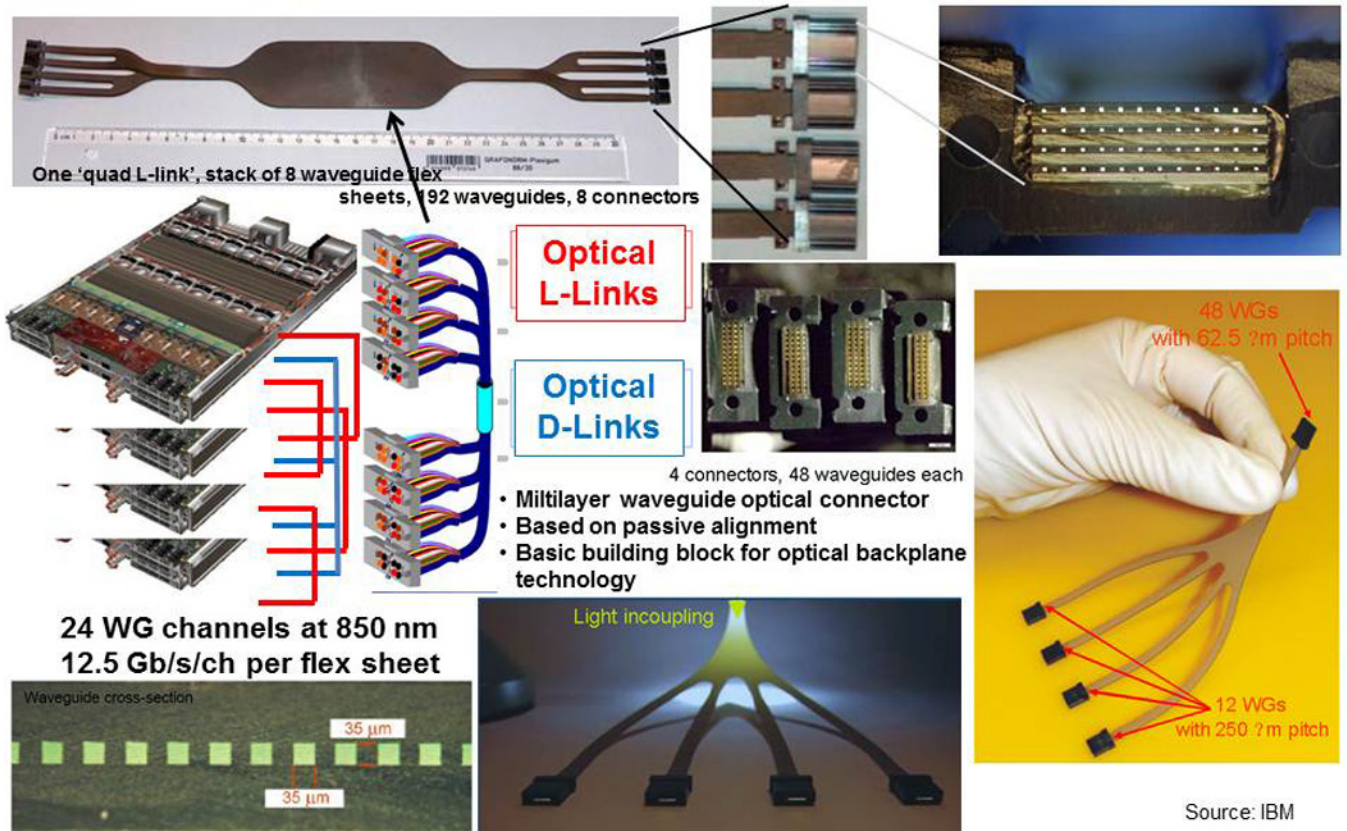 One 'quad L-link', stack of 8 waveguide flex
sheets, 192 waveguides, 8 connectors
GRAFONORM-Plexigum
Optical
L-Links
Optical
D-Links
48 WGs
with 62.5 ?m pitch
4 connectors, 48 waveguides each
• Miltilayer waveguide optical connector
• Based on passive alignment
• Basic building block for optical backplane
technology
24 WG channels at 850 nm
12.5 Gb/s/ch per flex sheet
Waveguide cross-section
35 μm
35 μm
Light incoupling
12 WGs
with 250 ?m pitch
Source: IBM